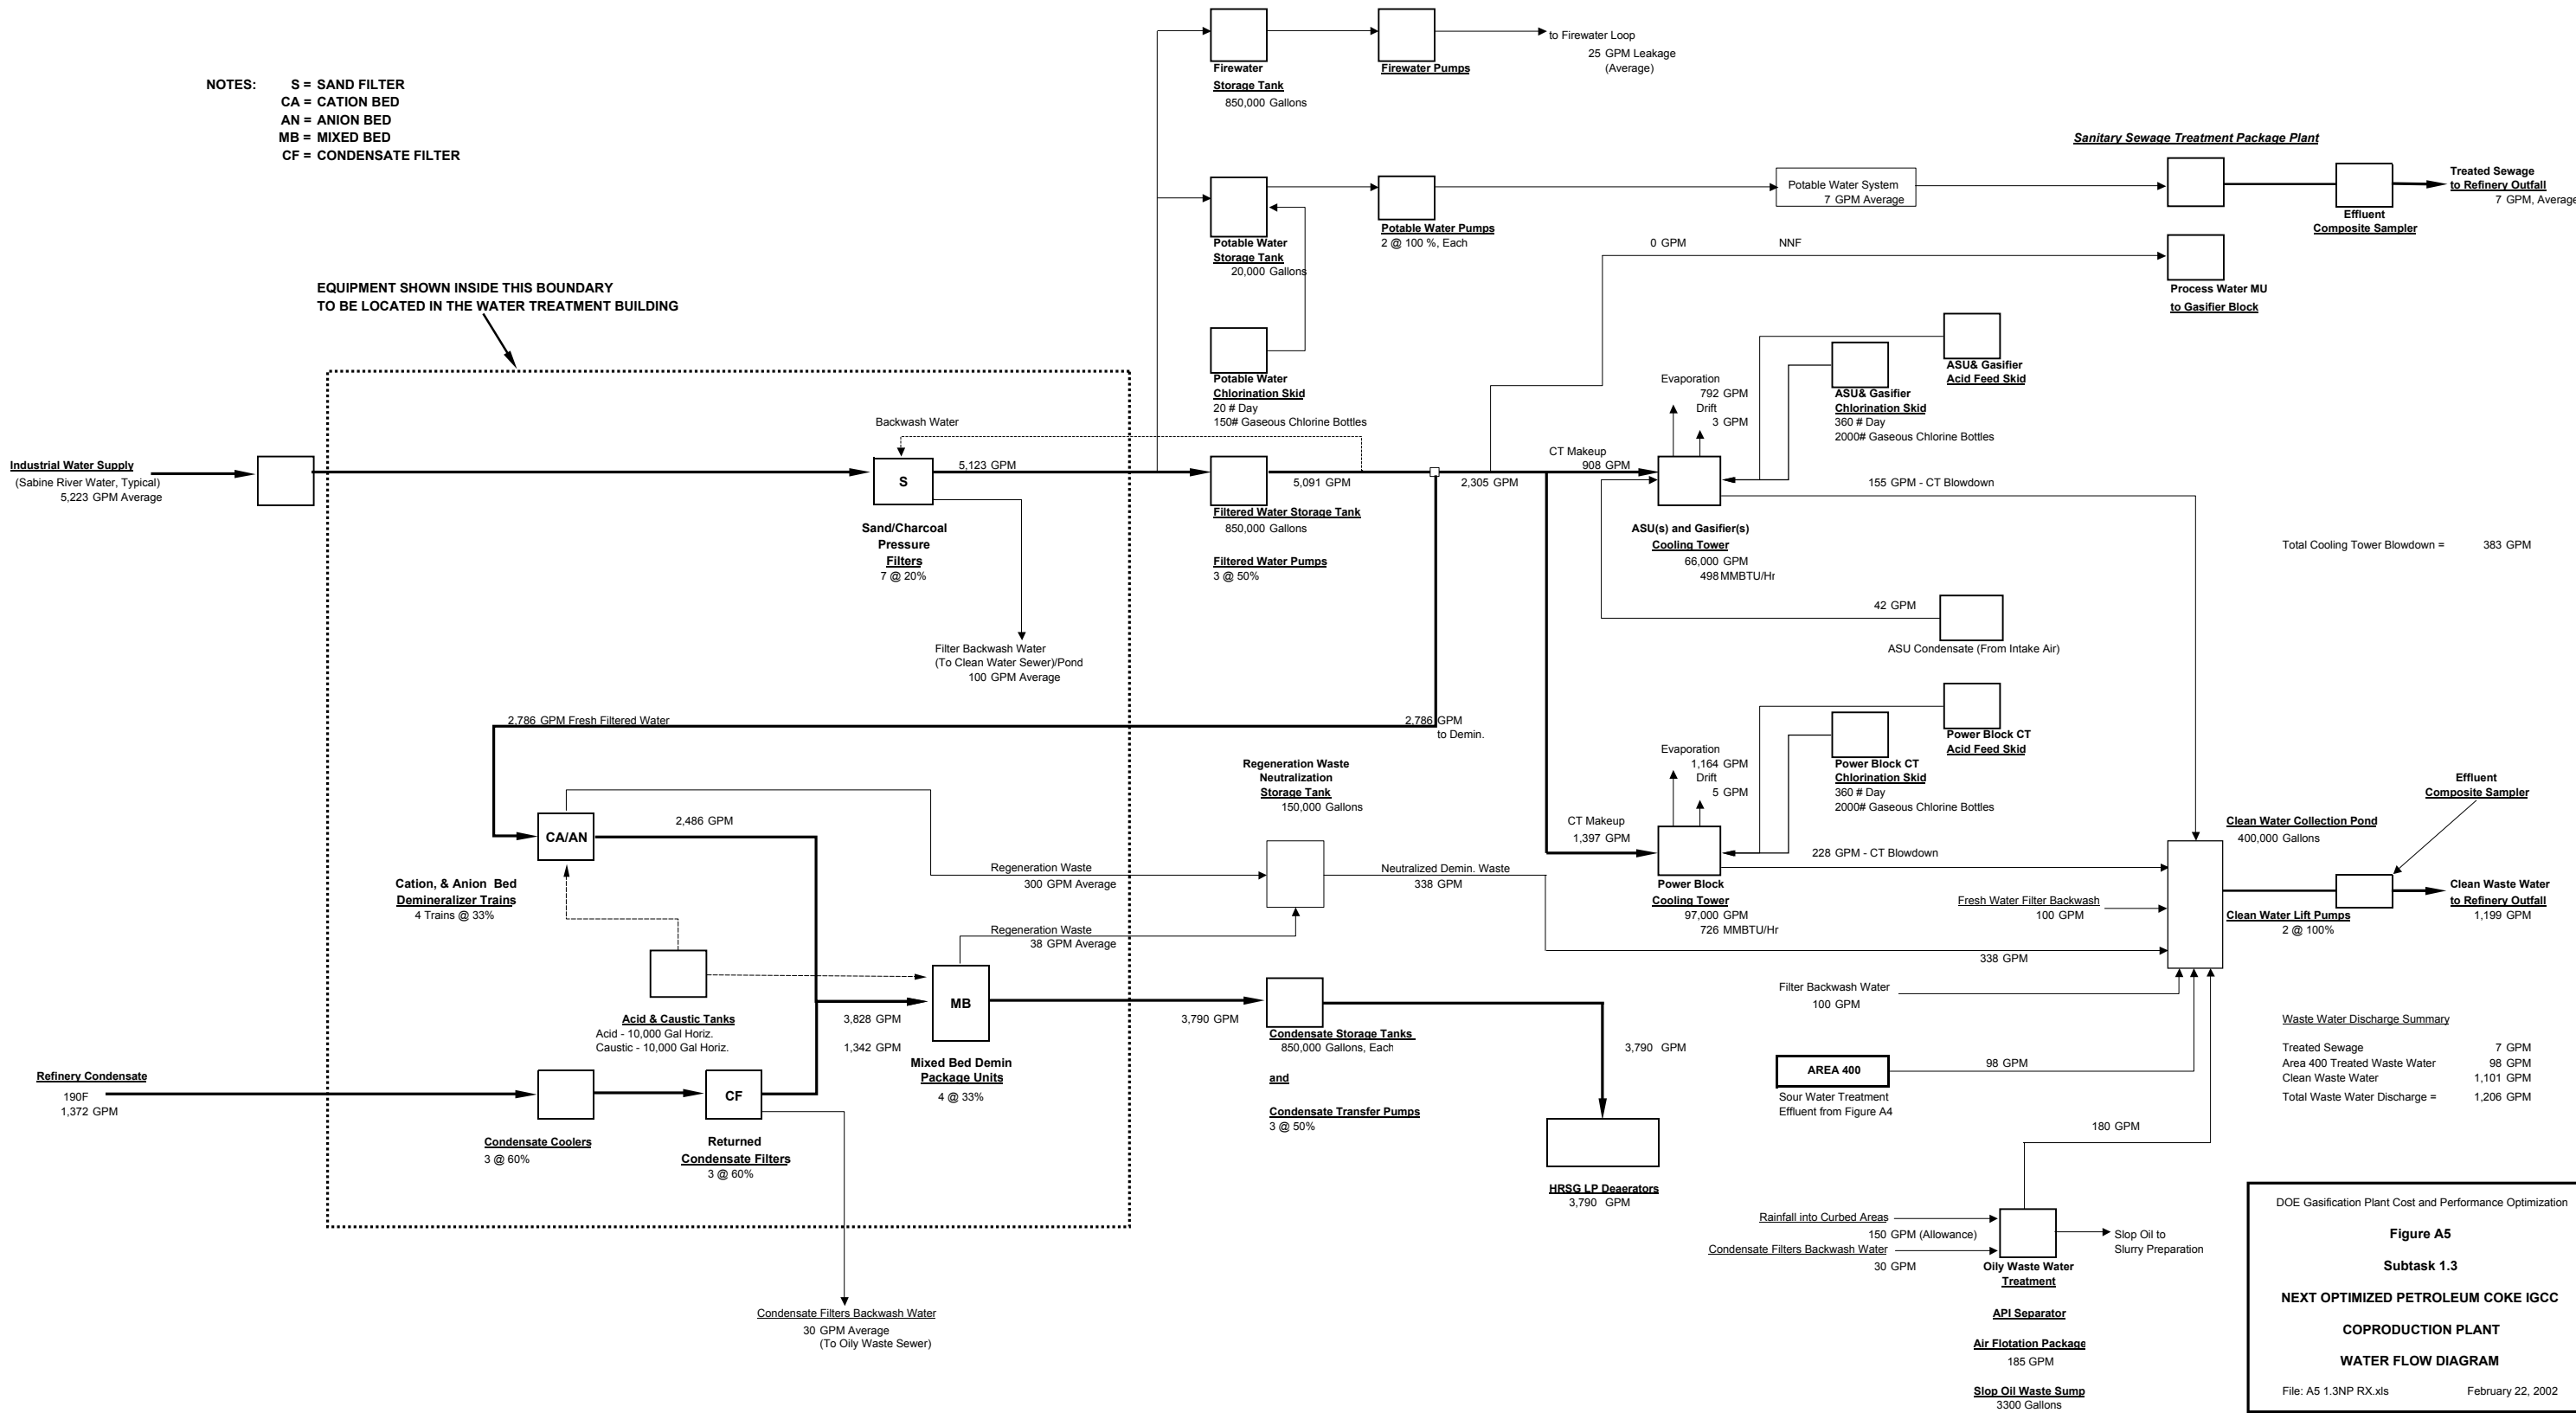 NOTES: S = SAND FILTER
CA = CATION BED
AN = ANION BED
MB = MIXED BED
CF = CONDENSATE FILTER
EQUIPMENT SHOWN INSIDE THIS BOUNDARY
TO BE LOCATED IN THE WATER TREATMENT BUILDING
Firewater
Storage Tank
850,000 Gallons
Firewater Pumps
to Firewater Loop
25 GPM Leakage
(Average)
Potable Water
Storage Tank
20,000 Gallons
Potable Water Pumps
2 @ 100 %, Each
Potable Water System
7 GPM Average
Sanitary Sewage Treatment Package Plant
Effluent
Composite Sampler
Treated Sewage
to Refinery Outfall
7 GPM, Average
0 GPM NNF
Process Water MU
to Gasifier Block
Potable Water
Chlorination Skid
20 # Day
150# Gaseous Chlorine Bottles
Industrial Water Supply
(Sabine River Water, Typical)
5,223 GPM Average
Backwash Water
S
5,123 GPM
Sand/Charcoal
Pressure
Filters
7 @ 20%
Filter Backwash Water
(To Clean Water Sewer)/Pond
100 GPM Average
5,091 GPM
Filtered Water Storage Tank
850,000 Gallons
Filtered Water Pumps
3 @ 50%
2,305 GPM
CT Makeup
908 GPM
Evaporation
792 GPM
Drift
3 GPM
ASU& Gasifier
Chlorination Skid
360 # Day
2000# Gaseous Chlorine Bottles
ASU& Gasifier
Acid Feed Skid
155 GPM - CT Blowdown
ASU(s) and Gasifier(s)
Cooling Tower
66,000 GPM
498 MMBTU/Hr
Total Cooling Tower Blowdown = 383 GPM
42 GPM
ASU Condensate (From Intake Air)
2,786 GPM Fresh Filtered Water
2,786 GPM
to Demin.
Evaporation
1,164 GPM
Drift
5 GPM
Power Block CT
Chlorination Skid
360 # Day
2000# Gaseous Chlorine Bottles
Power Block CT
Acid Feed Skid
CT Makeup
1,397 GPM
228 GPM - CT Blowdown
Power Block
Cooling Tower
97,000 GPM
726 MMBTU/Hr
Regeneration Waste
Neutralization
Storage Tank
150,000 Gallons
CA/AN
2,486 GPM
Cation, & Anion Bed
Demineralizer Trains
4 Trains @ 33%
Regeneration Waste
300 GPM Average
Regeneration Waste
38 GPM Average
Neutralized Demin. Waste
338 GPM
Effluent
Composite Sampler
Clean Water Collection Pond
400,000 Gallons
Clean Water Lift Pumps
2 @ 100%
Clean Waste Water
to Refinery Outfall
1,199 GPM
Fresh Water Filter Backwash
100 GPM
338 GPM
Filter Backwash Water
100 GPM
AREA 400
98 GPM
Sour Water Treatment
Effluent from Figure A4
180 GPM
Waste Water Discharge Summary
Treated Sewage 7 GPM
Area 400 Treated Waste Water 98 GPM
Clean Waste Water 1,101 GPM
Total Waste Water Discharge = 1,206 GPM
Acid & Caustic Tanks
Acid - 10,000 Gal Horiz.
Caustic - 10,000 Gal Horiz.
3,828 GPM
1,342 GPM
MB
Mixed Bed Demin
Package Units
4 @ 33%
3,790 GPM
Condensate Storage Tanks
850,000 Gallons, Each
and
Condensate Transfer Pumps
3 @ 50%
3,790 GPM
HRSG LP Deaerators
3,790 GPM
Refinery Condensate
190F
1,372 GPM
Condensate Coolers
3 @ 60%
CF
Returned
Condensate Filters
3 @ 60%
Condensate Filters Backwash Water
30 GPM Average
(To Oily Waste Sewer)
Rainfall into Curbed Areas
150 GPM (Allowance)
Condensate Filters Backwash Water
30 GPM
Slop Oil to
Slurry Preparation
Oily Waste Water
Treatment
API Separator
Air Flotation Package
185 GPM
Slop Oil Waste Sump
3300 Gallons
DOE Gasification Plant Cost and Performance Optimization
Figure A5
Subtask 1.3
NEXT OPTIMIZED PETROLEUM COKE IGCC
COPRODUCTION PLANT
WATER FLOW DIAGRAM
File: A5 1.3NP RX.xls February 22, 2002